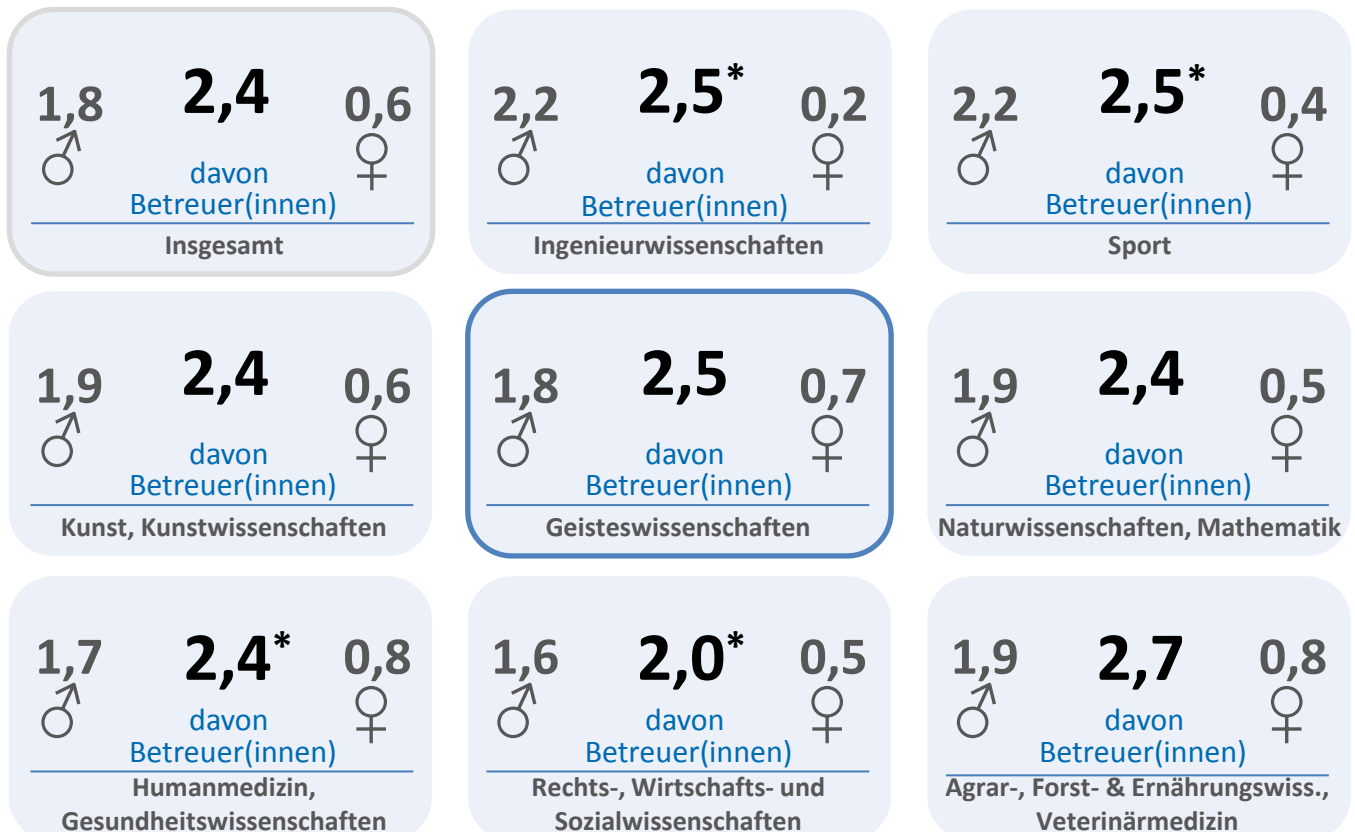 1,8 ♂ 2,4 0,6 ♀
davon
Betreuer(innen)
Insgesamt
2,2 ♂ 2,5* 0,2 ♀
davon
Betreuer(innen)
Ingenieurwissenschaften
2,2 ♂ 2,5* 0,4 ♀
davon
Betreuer(innen)
Sport
1,9 ♂ 2,4 0,6 ♀
davon
Betreuer(innen)
Kunst, Kunstwissenschaften
1,8 ♂ 2,5 0,7 ♀
davon
Betreuer(innen)
Geisteswissenschaften
1,9 ♂ 2,4 0,5 ♀
davon
Betreuer(innen)
Naturwissenschaften, Mathematik
1,7 ♂ 2,4* 0,8 ♀
davon
Betreuer(innen)
Humanmedizin,
Gesundheitswissenschaften
1,6 ♂ 2,0* 0,5 ♀
davon
Betreuer(innen)
Rechts-, Wirtschafts- und
Sozialwissenschaften
1,9 ♂ 2,7 0,8 ♀
davon
Betreuer(innen)
Agrar-, Forst- & Ernährungswiss.,
Veterinärmedizin